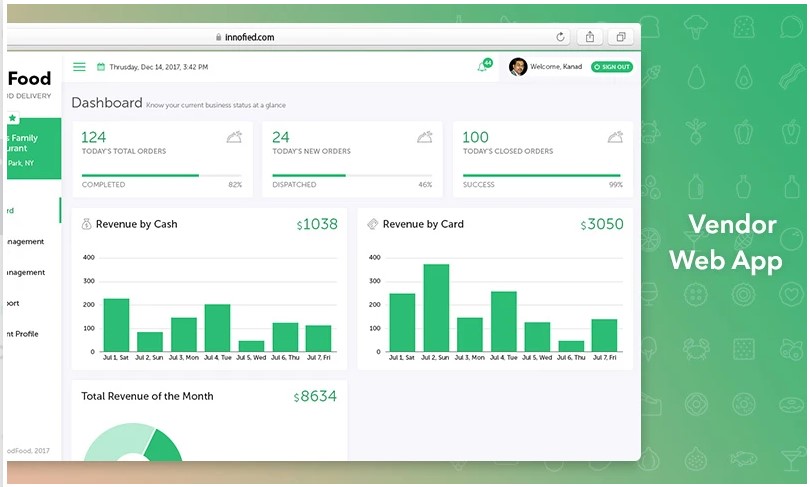 innofied.com
Food
OD DELIVERY
s Family
urant
Park, NY
rd
nagement
nagement
ort
nt Profile
odFood, 2017
Thrusday, Dec 14, 2017, 3:42 PM
44
Welcome, Kanad
SIGN OUT
Dashboard Know your current business status at a glance
124
TODAY'S TOTAL ORDERS
COMPLETED 82%
24
TODAY'S NEW ORDERS
DISPATCHED 46%
100
TODAY'S CLOSED ORDERS
SUCCESS 99%
Revenue by Cash $1038
400
300
200
100
0
Jul 1, Sat Jul 2, Sun Jul 3, Mon Jul 4, Tue Jul 5, Wed Jul 6, Thu Jul 7, Fri
Revenue by Card $3050
400
300
200
100
0
Jul 1, Sat Jul 2, Sun Jul 3, Mon Jul 4, Tue Jul 5, Wed Jul 6, Thu Jul 7, Fri
Total Revenue of the Month $8634
Vendor
Web App